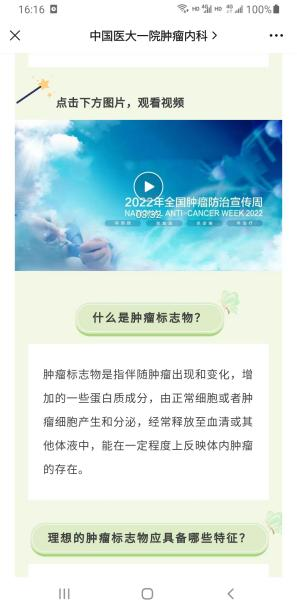 16:16
100%
中国医大一院肿瘤内科
点击下方图片，观看视频
2022年全国肿瘤防治宣传周
NATIONAL ANTI-CANCER WEEK 2022
03:32
什么是肿瘤标志物？
肿瘤标志物是指伴随肿瘤出现和变化，增
加的一些蛋白质成分，由正常细胞或者肿
瘤细胞产生和分泌，经常释放至血清或其
他体液中，能在一定程度上反映体内肿瘤
的存在。
理想的肿瘤标志物应具备哪些特征？